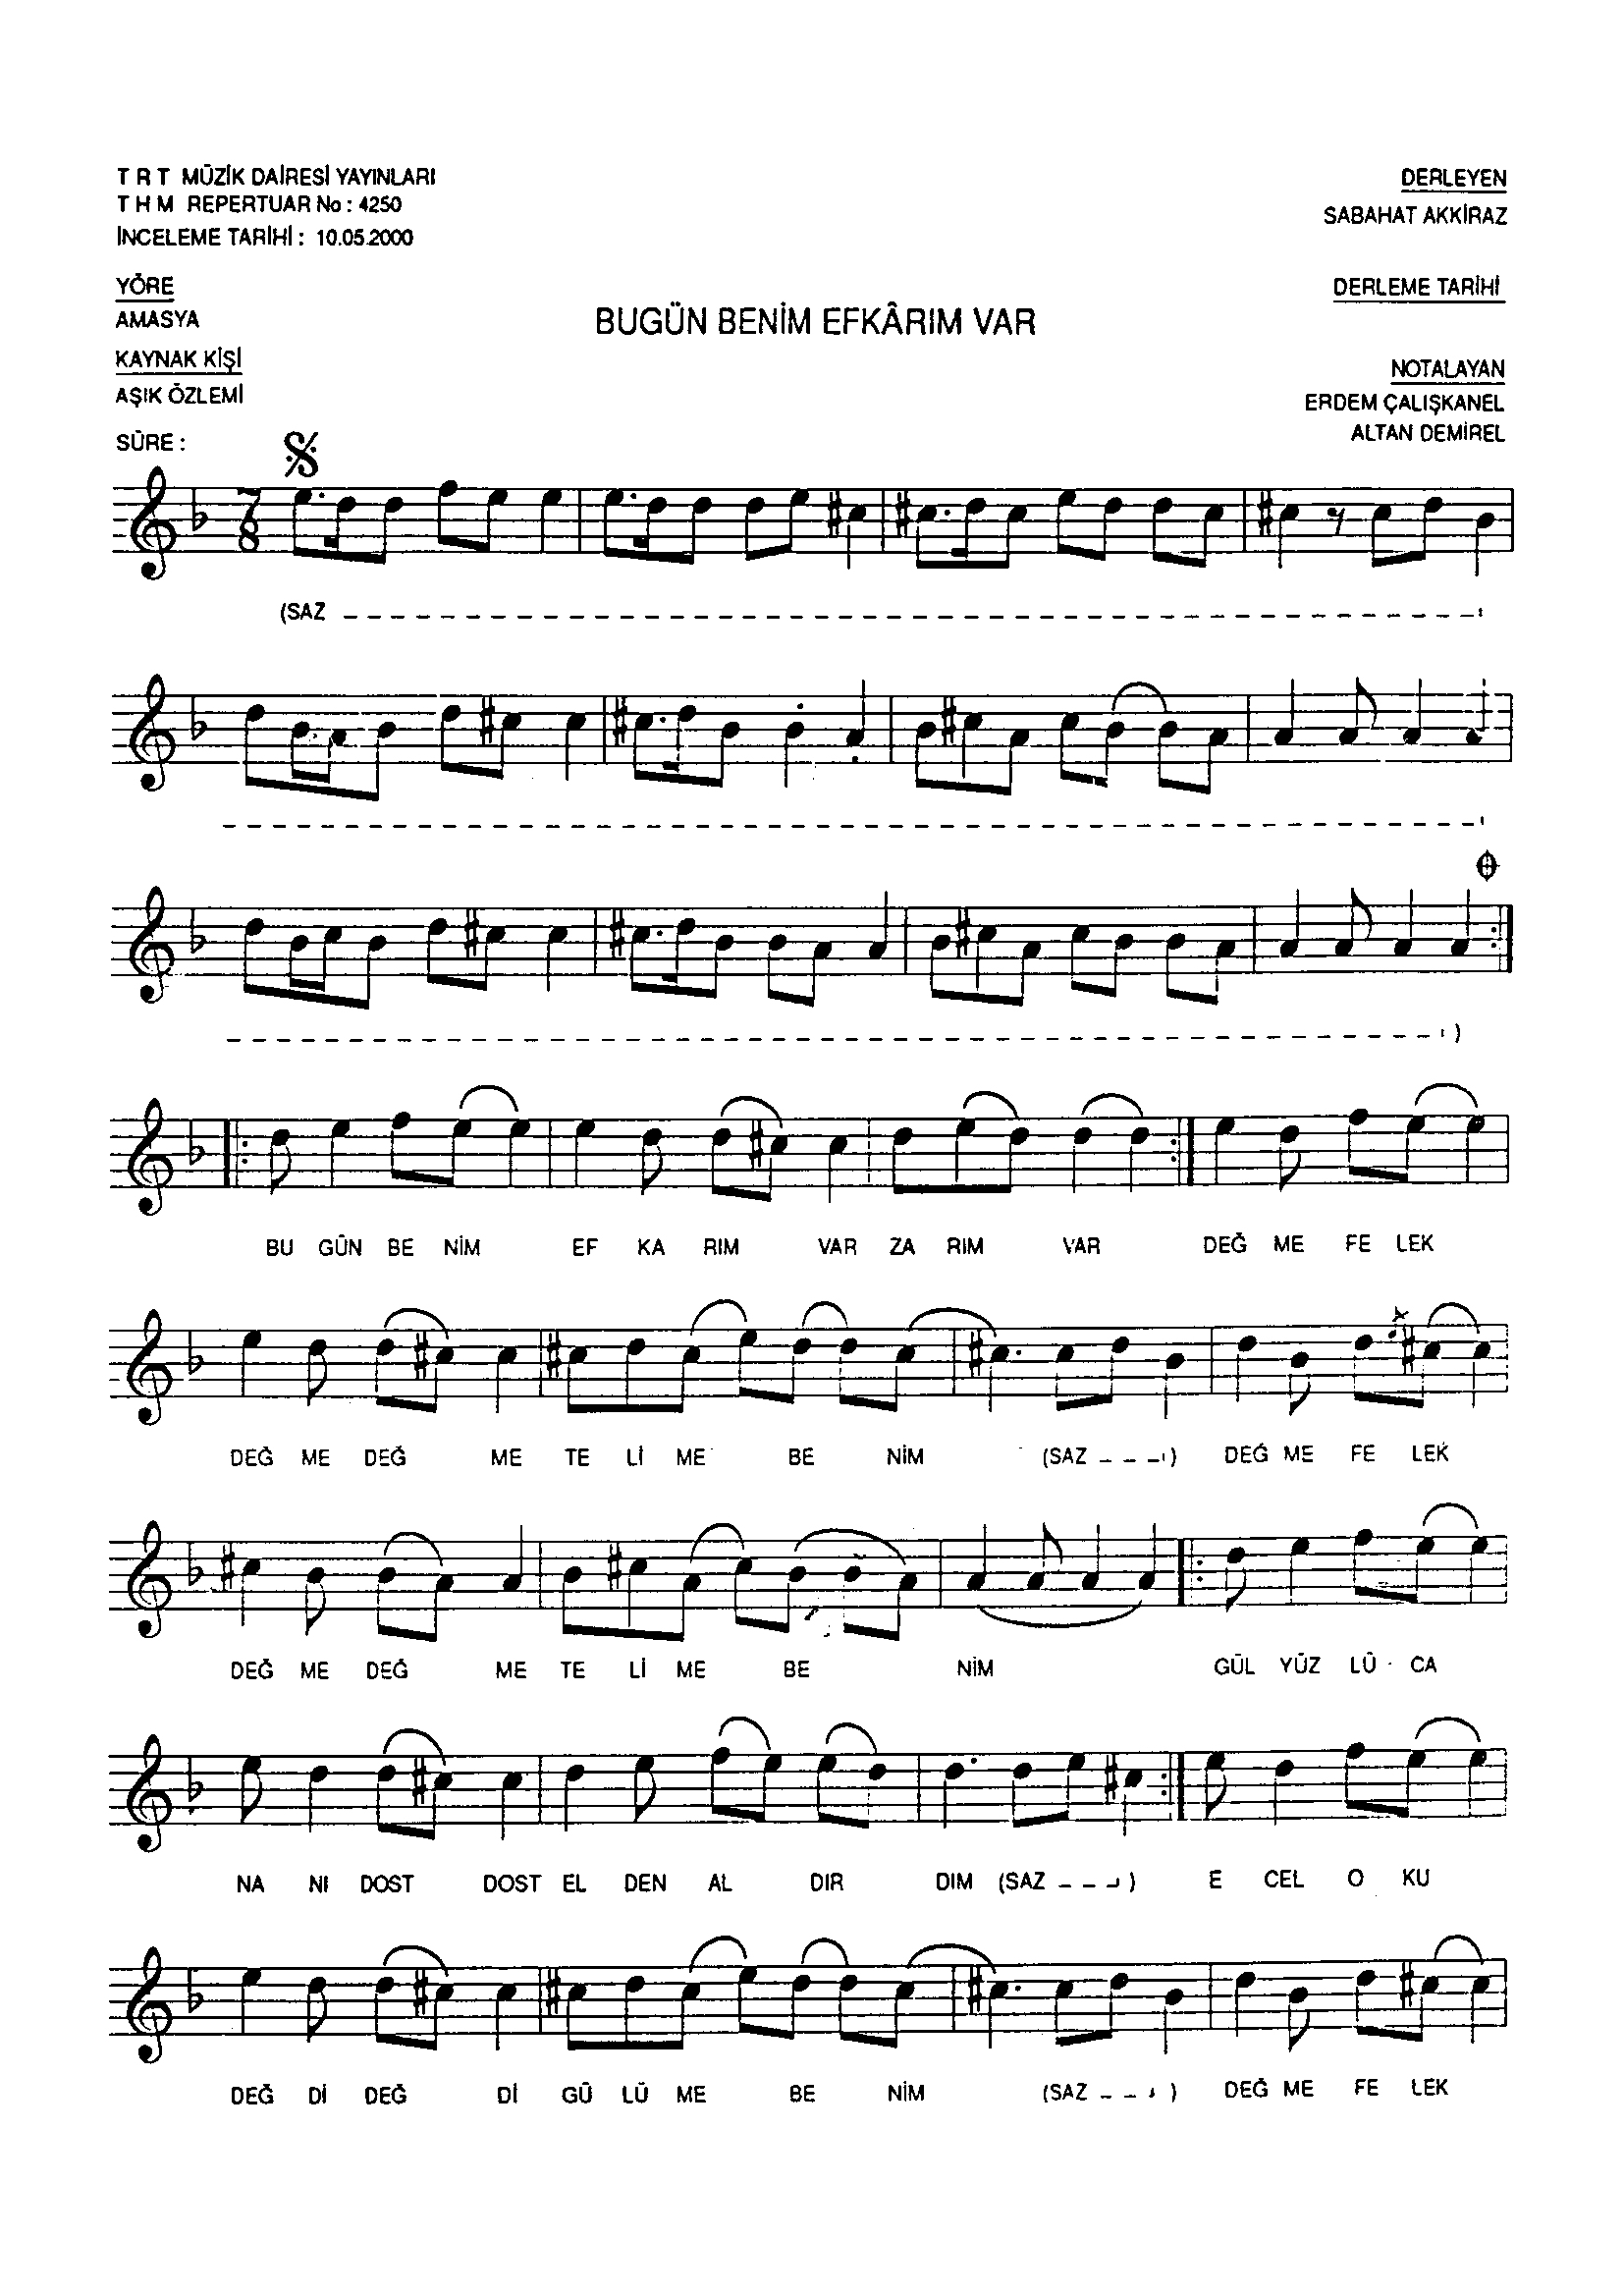 T R T MÜZİK DAİRESİ YAYINLARI
T H M REPERTUAR No : 4250
İNCELEME TARİHİ : 10.05.2000
DERLEYEN
SABAHAT AKKİRAZ
YÖRE
AMASYA
DERLEME TARİHİ
BUGÜN BENİM EFKÂRIM VAR
KAYNAK KİŞİ
AŞIK ÖZLEMİ
NOTALAYAN
ERDEM ÇALIŞKANEL
ALTAN DEMİREL
SÜRE :
7
8
(SAZ
)
BU GÜN BE NİM EF KA RIM VAR ZA RIM VAR DEĞ ME FE LEK
DEĞ ME DEĞ ME TE Lİ ME BE NİM (SAZ _ _ _ ) DEĞ ME FE LEK
DEĞ ME DEĞ ME TE Lİ ME BE NİM GÜL YÜZ LÜ CA
NA NI DOST DOST EL DEN AL DIR DIM (SAZ _ _ _ ) E CEL O KU
DEĞ Dİ DEĞ Dİ GÜ LÜ ME BE NİM (SAZ _ _ _ ) DEĞ ME FE LEK